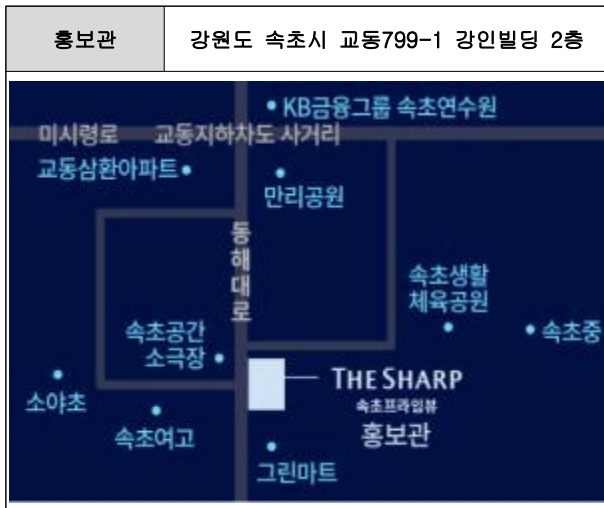 홍보관
강원도 속초시 교동799-1 강인빌딩 2층
KB금융그룹 속초연수원
미시령로
교동지하차도 사거리
교동삼환아파트
만리공원
동해대로
속초생활
체육공원
속초공간
소극장
속초중
THE SHARP
속초프라임뷰
홍보관
소야초
속초여고
그린마트